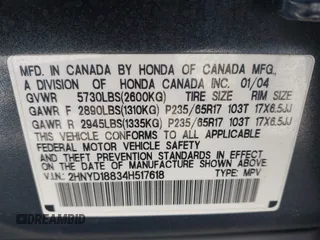 MFD. IN CANADA BY HONDA OF CANADA MFG.,
A DIVISION OF HONDA CANADA INC. 01/04
GVWR 5730LBS(2600KG) TIRE SIZE RIM SIZE
GAWR F 2890LBS(1310KG) P235/65R17 103T 17X6.5JJ
GAWR R 2945LBS(1335KG) P235/65R17 103T 17X6.5JJ
THIS VEHICLE CONFORMS TO ALL APPLICABLE
FEDERAL MOTOR VEHICLE SAFETY STANDARDS IN
EFFECT ON THE DATE OF MANUFACTURE SHOWN ABOVE.
V.I.N.: 2HNYD18834H517618 TYPE: MPV
DREAMBID